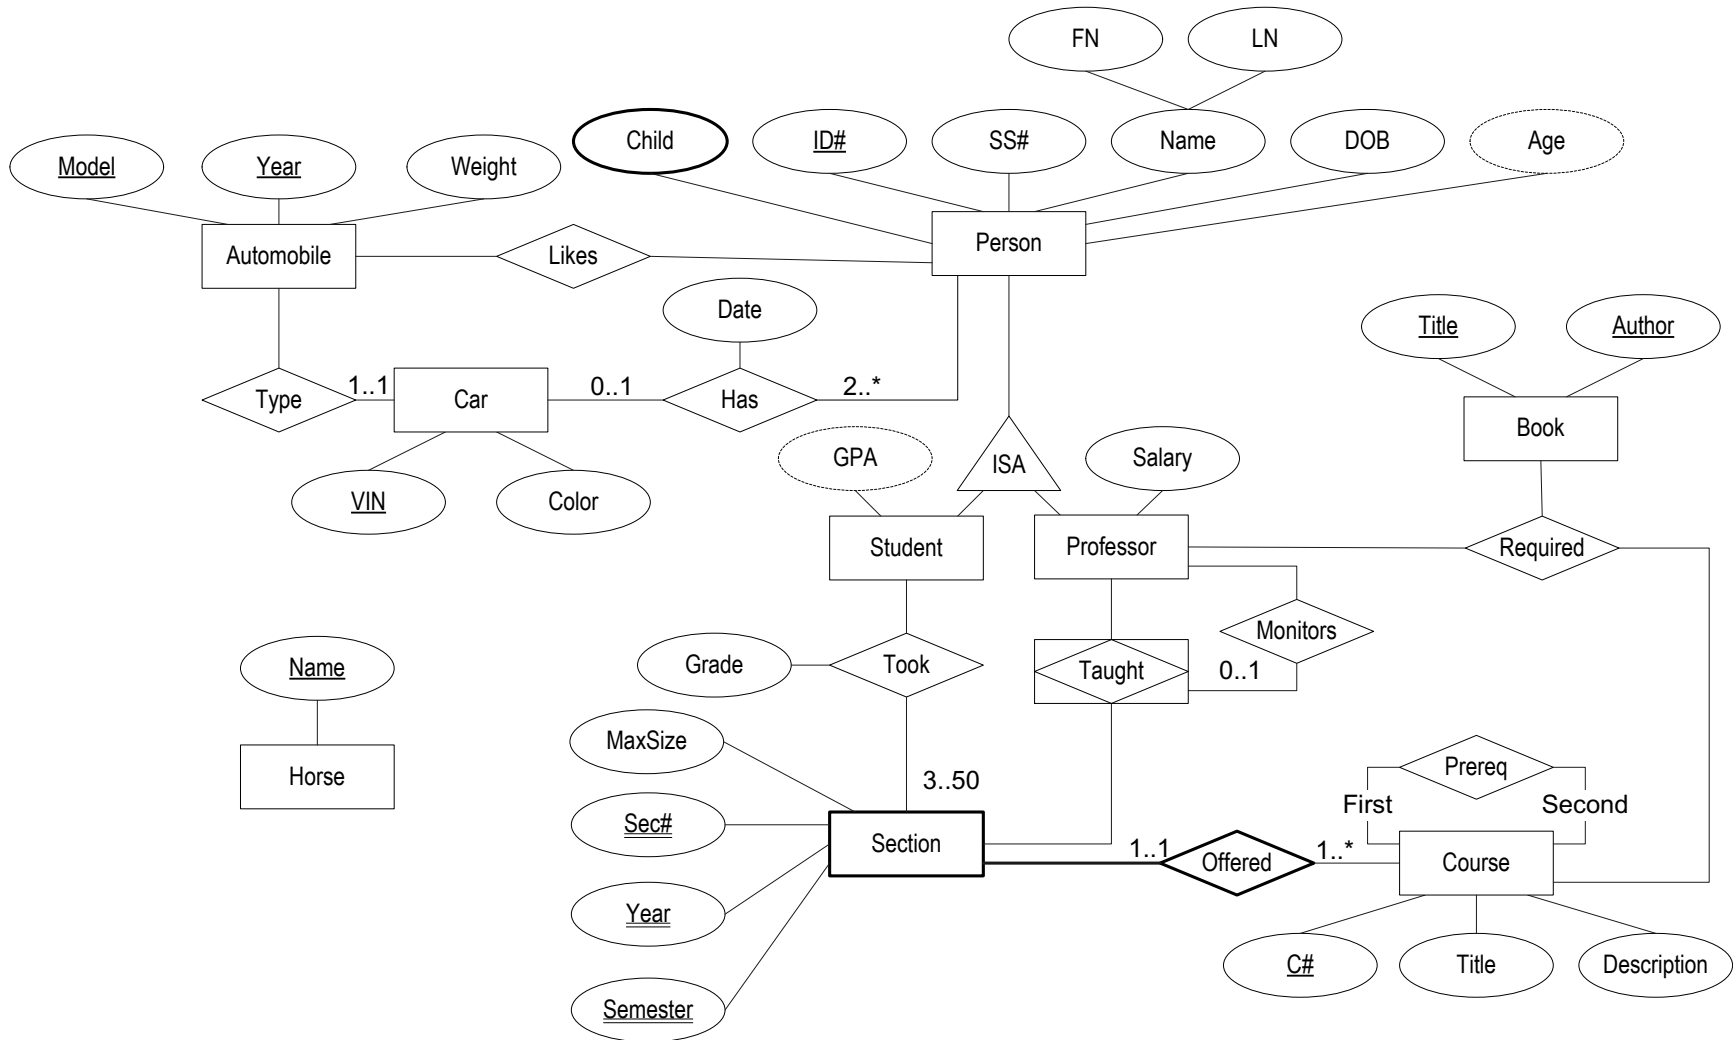 FN
LN
Child
ID#
SS#
Name
DOB
Age
Model
Year
Weight
Automobile
Likes
Person
Date
Title
Author
Type
1..1
Car
0..1
Has
2..*
Book
GPA
ISA
Salary
VIN
Color
Student
Professor
Required
Monitors
Name
Grade
Took
Taught
0..1
MaxSize
Horse
3..50
Prereq
First
Second
Sec#
Section
1..1
Offered
1..*
Course
Year
C#
Title
Description
Semester